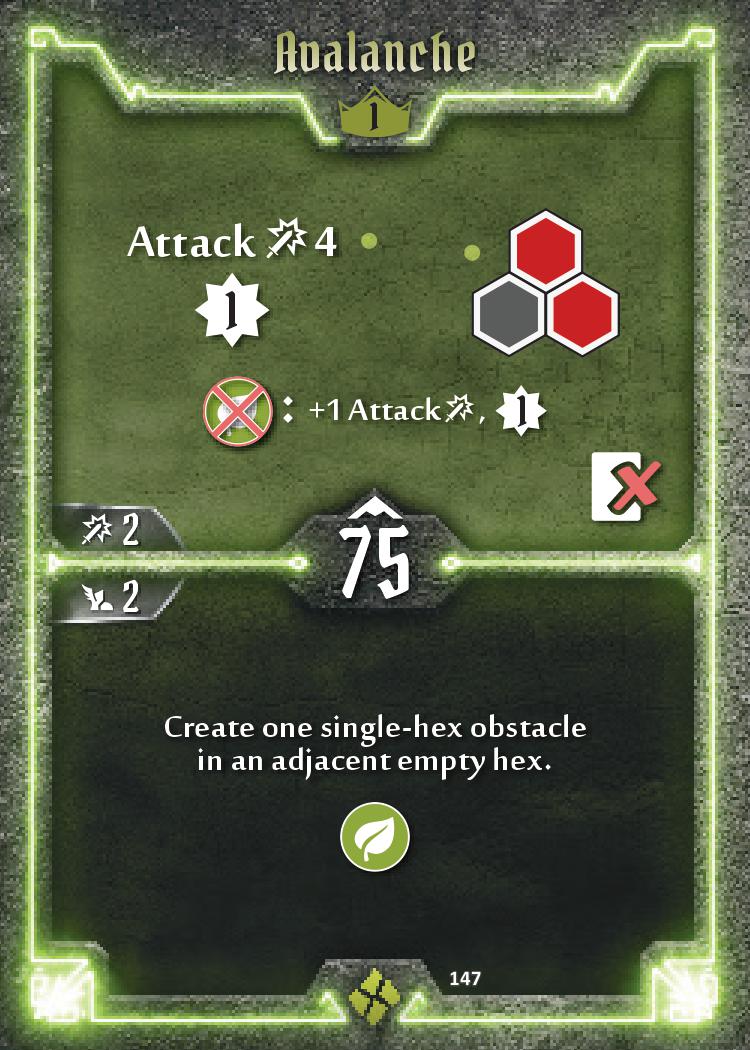 Avalanche
1
Attack 4
1
: +1 Attack, 1
2
75
2
Create one single-hex obstacle
in an adjacent empty hex.
147